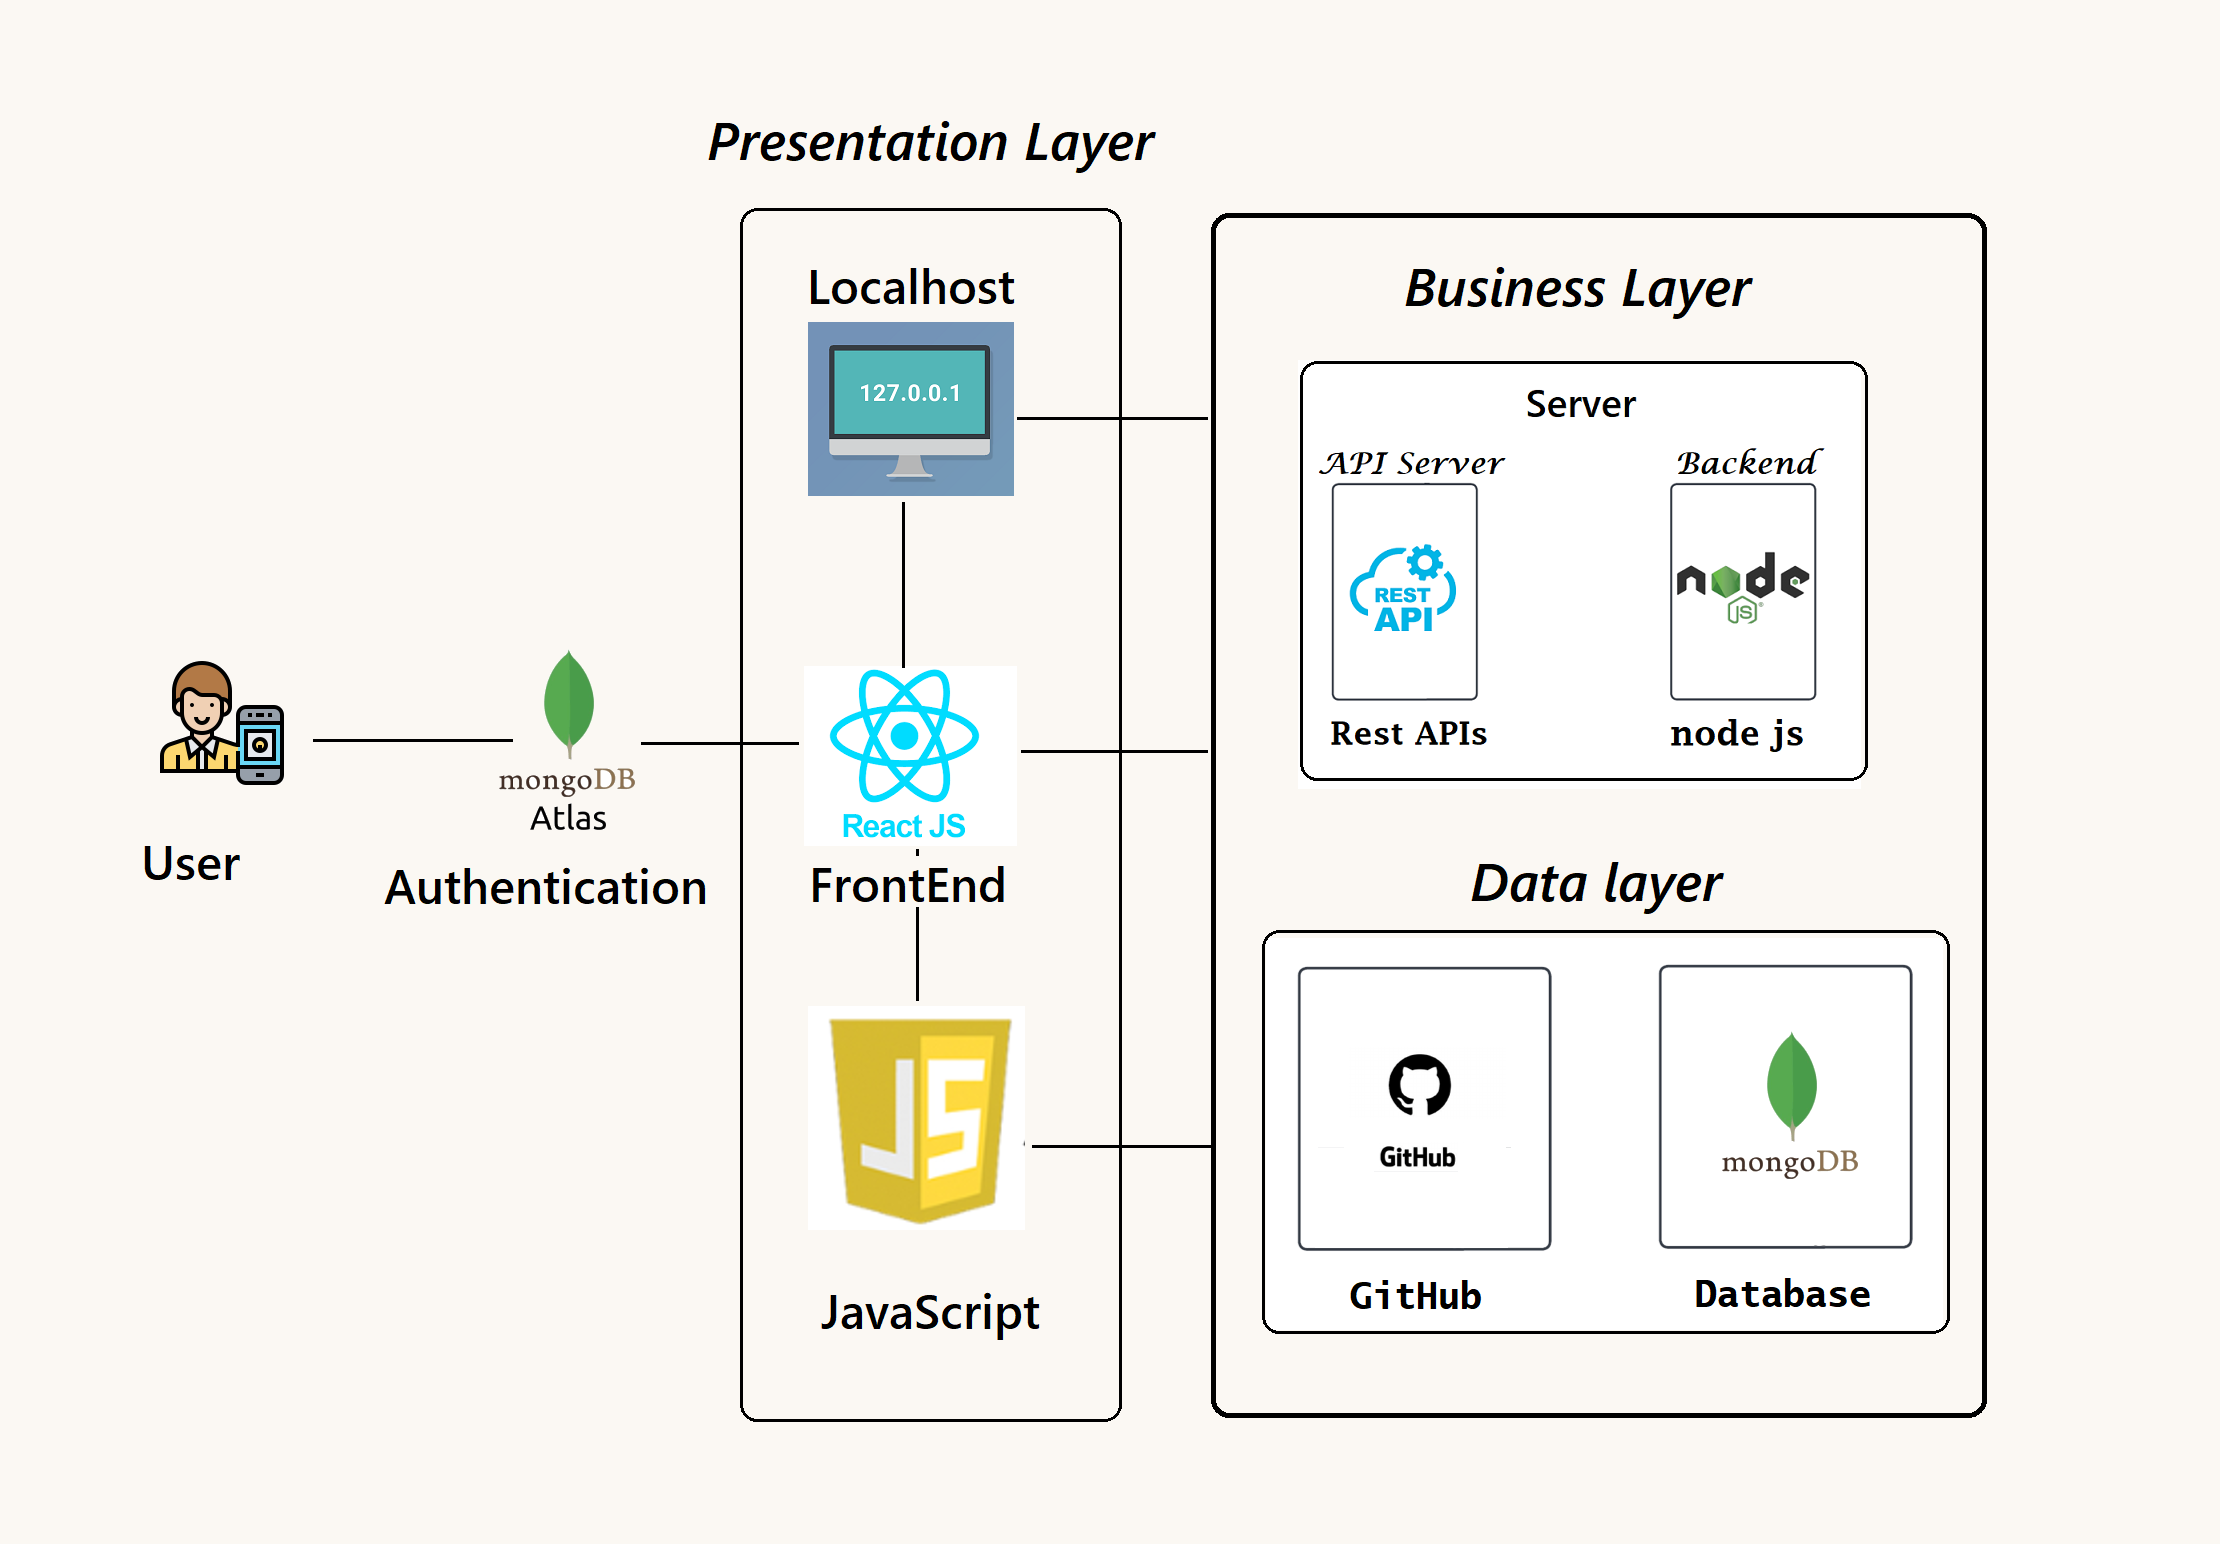 Presentation Layer
Localhost
127.0.0.1
Business Layer
Server
API Server
Backend
REST
API
node
JS
Rest APIs
node js
mongoDB
Atlas
User
Authentication
React JS
FrontEnd
Data layer
JS
JavaScript
GitHub
mongoDB
GitHub
Database